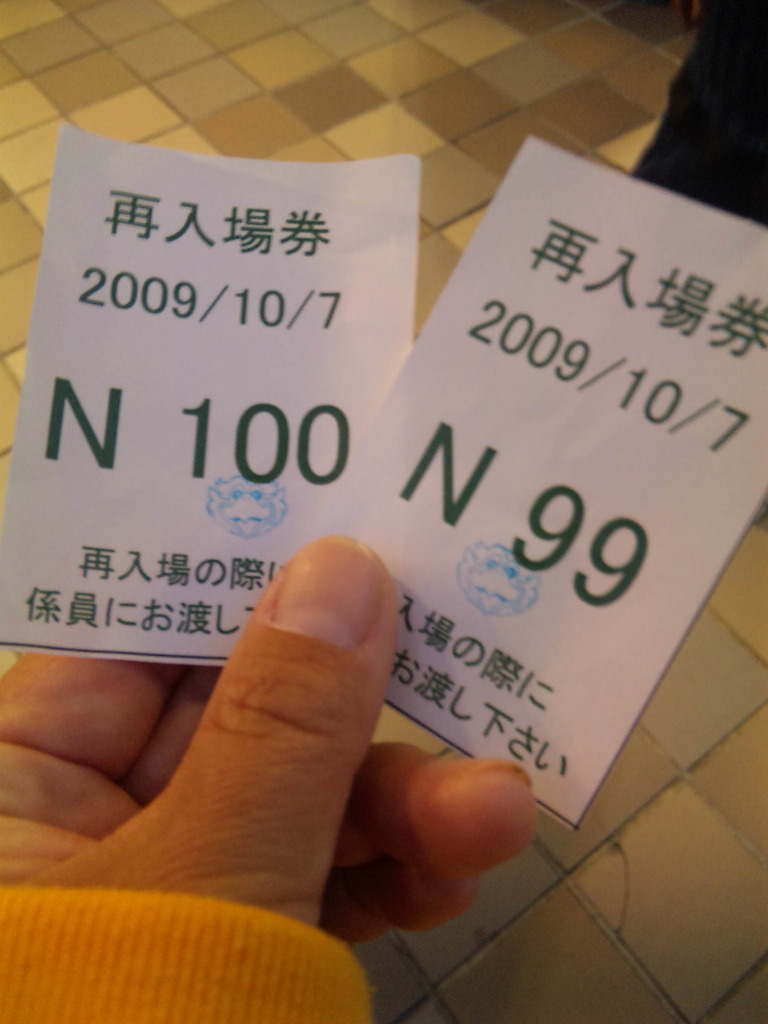 再入場券
2009/10/7
N 100
再入場の際に
係員にお渡し
再入場券
2009/10/7
N 99
入場の際に
お渡し下さい